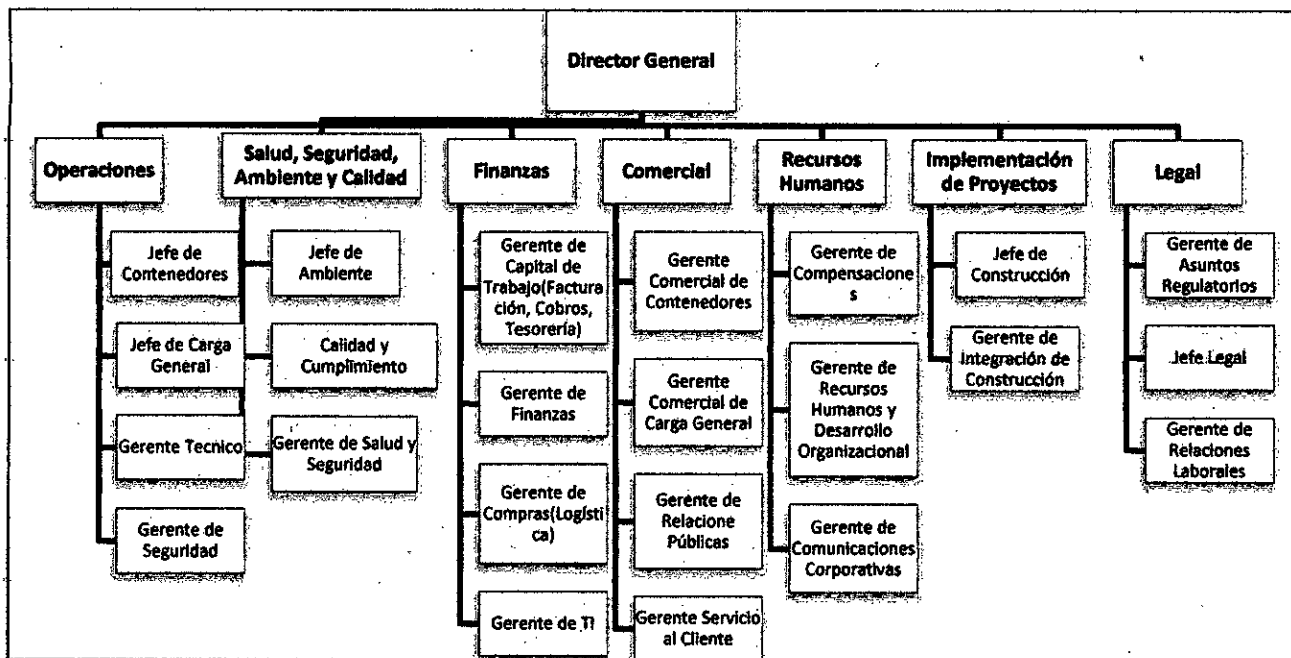 Director General
Operaciones
Jefe de
Contenedores
Jefe de Carga
General
Gerente Tecnico
Gerente de
Seguridad
Salud, Seguridad,
Ambiente y Calidad
Jefe de
Ambiente
Calidad y
Cumplimiento
Gerente de Salud y
Seguridad
Finanzas
Gerente de
Capital de
Trabajo(Factura
ción, Cobros,
Tesorería)
Gerente de
Finanzas
Gerente de
Compras(Logíst
ica)
Gerente de TI
Comercial
Gerente
Comercial de
Contenedores
Gerente
Comercial de
Carga General
Gerente de
Relacione
Públicas
Gerente Servicio
al Cliente
Recursos
Humanos
Gerente de
Compensacione
s
Gerente de
Recursos
Humanos y
Desarrollo
Organizacional
Gerente de
Comunicaciones
Corporativas
Implementación
de Proyectos
Jefe de
Construcción
Gerente de
Integración de
Construcción
Legal
Gerente de
Asuntos
Regulatorios
Jefe Legal
Gerente de
Relaciones
Laborales